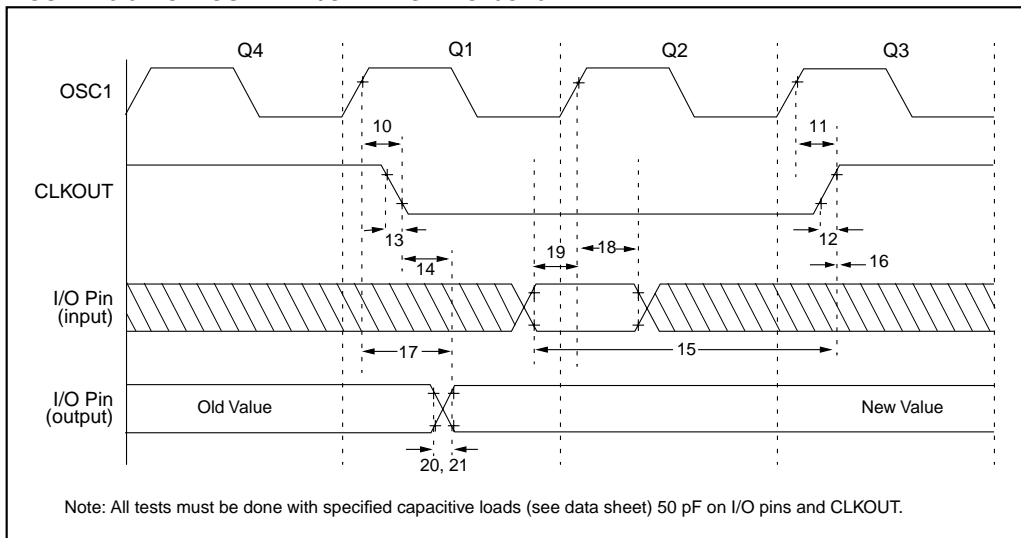 Q4 Q1 Q2 Q3
OSC1
10 11
CLKOUT
13 12
14 19 18 16
I/O Pin
(input)
17 15
I/O Pin
(output)
Old Value New Value
20, 21
Note: All tests must be done with specified capacitive loads (see data sheet) 50 pF on I/O pins and CLKOUT.